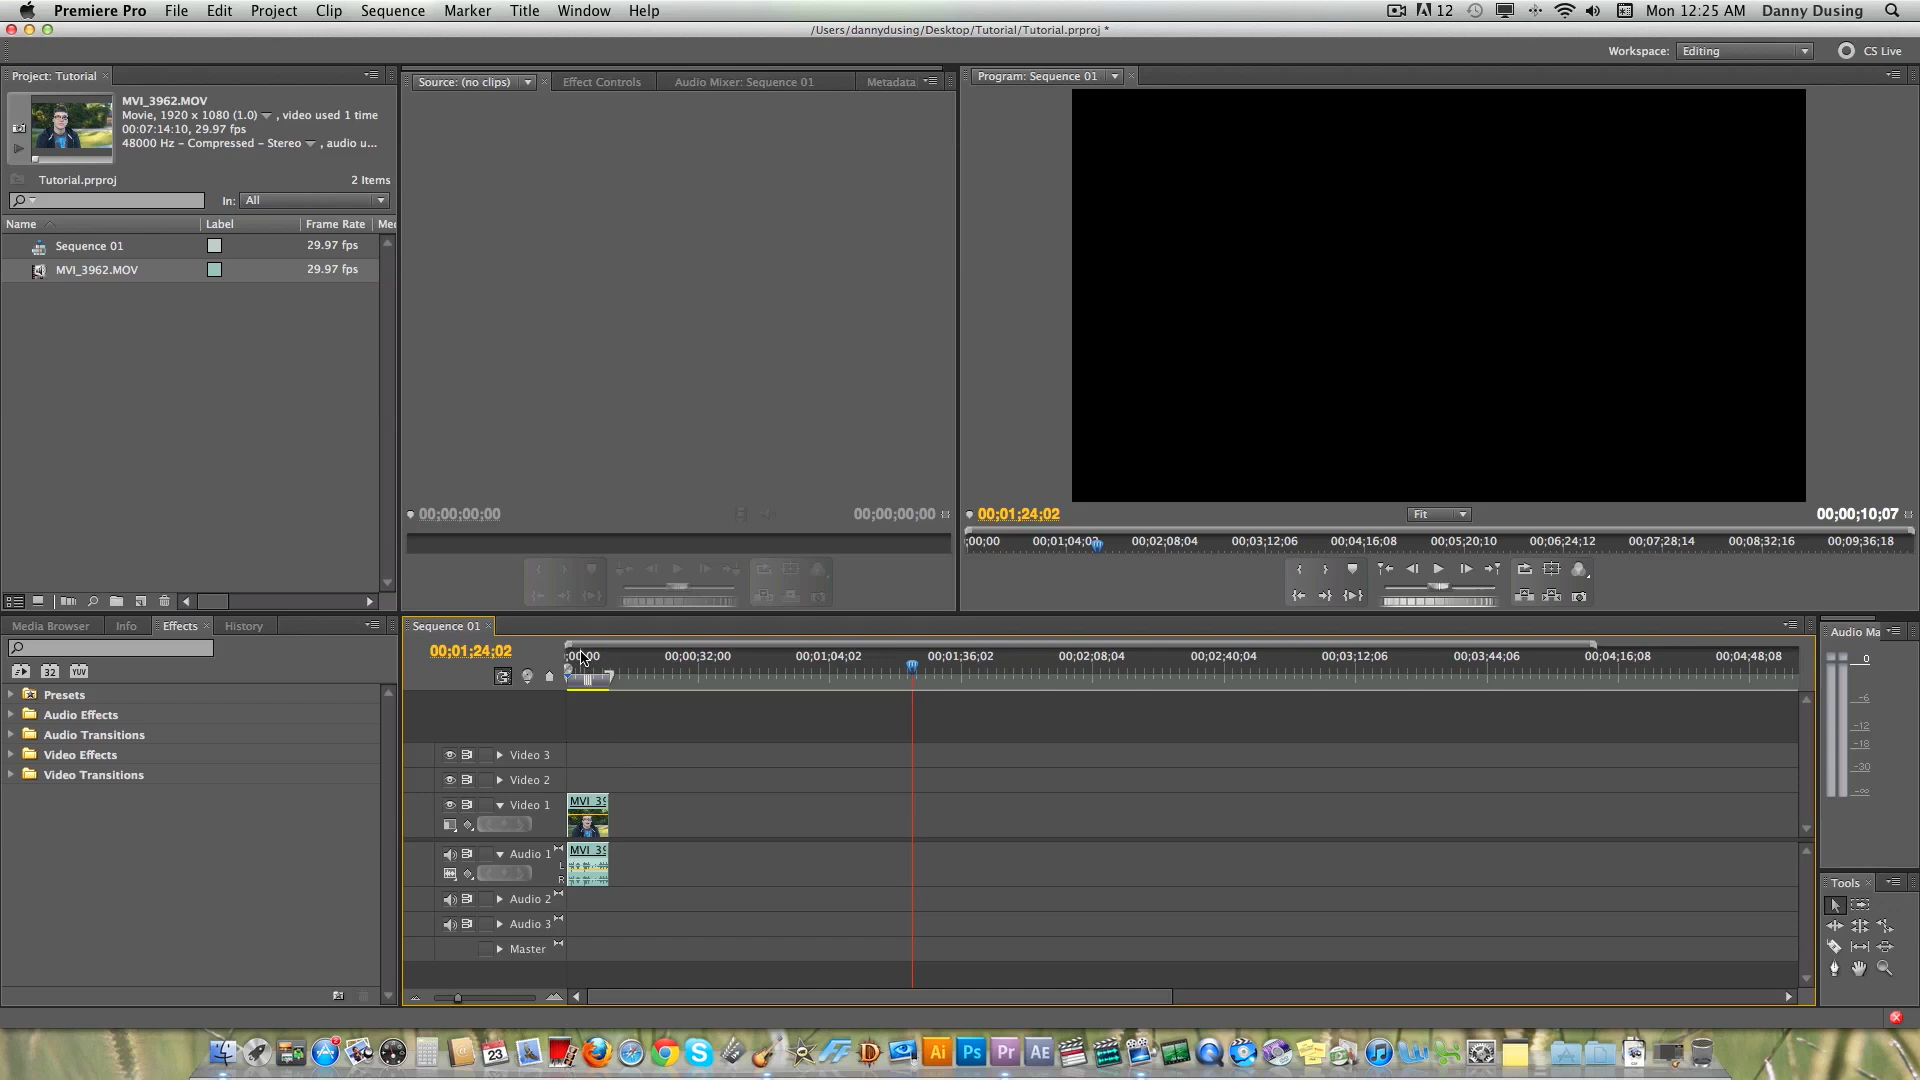 Premiere Pro File Edit Project Clip Sequence Marker Title Window Help
12 Mon 12:25 AM Danny Dusing
/Users/dannydusing/Desktop/Tutorial/Tutorial.prproj *
Workspace: Editing CS Live
Project: Tutorial
MVI_3962.MOV
Movie, 1920 x 1080 (1.0) , video used 1 time
00:07:14:10, 29.97 fps
48000 Hz - Compressed - Stereo , audio u...
Tutorial.prproj 2 Items
In: All
Name Label Frame Rate Mec
Sequence 01 29.97 fps
MVI_3962.MOV 29.97 fps
Source: (no clips) Effect Controls Audio Mixer: Sequence 01 Metadata
00;00;00;00 00;00;00;00
Program: Sequence 01
00;01;24;02 Fit 00;00;10;07
;00;00 00;01;04;02 00;02;08;04 00;03;12;06 00;04;16;08 00;05;20;10 00;06;24;12 00;07;28;14 00;08;32;16 00;09;36;18
Media Browser Info Effects History
32 YUV
Presets
Audio Effects
Audio Transitions
Video Effects
Video Transitions
Sequence 01
00;01;24;02
;00;00 00;00;32;00 00;01;04;02 00;01;36;02 00;02;08;04 00;02;40;04 00;03;12;06 00;03;44;06 00;04;16;08 00;04;48;08
Video 3
Video 2
Video 1 MVI_39
Audio 1 MVI_39
L
R
Audio 2
Audio 3
Master
Audio Ma
0
-6
-12
-18
-30
-∞
Tools
23 Ai Ps Pr Ae